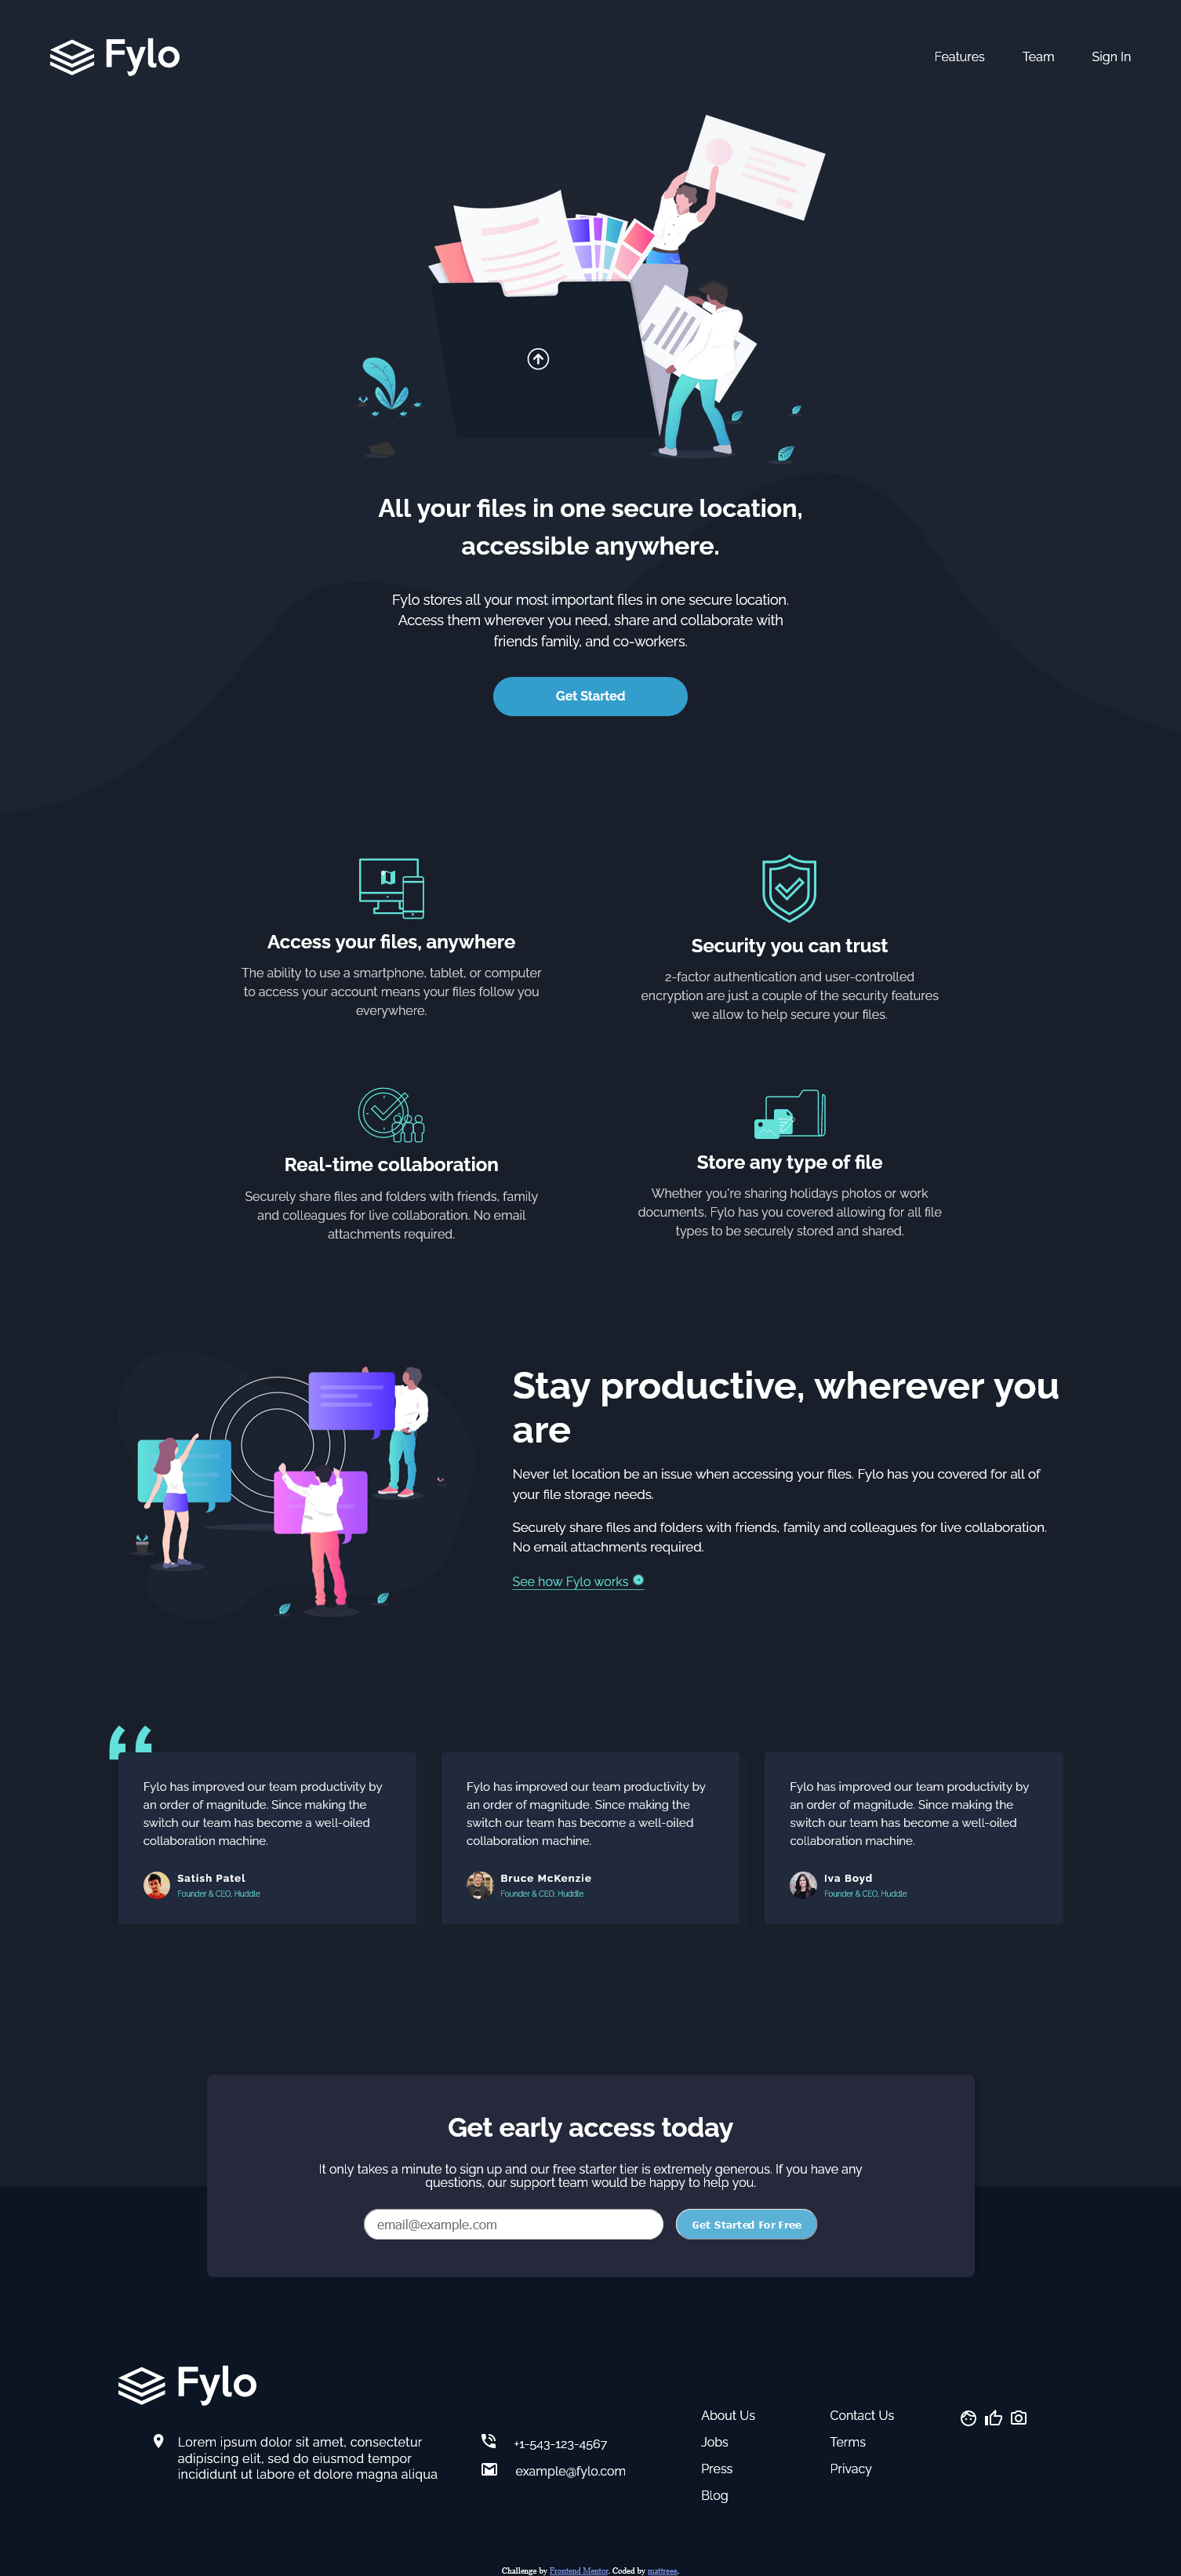 Fylo
Features
Team
Sign In
All your files in one secure location,
accessible anywhere.
Fylo stores all your most important files in one secure location.
Access them wherever you need, share and collaborate with
friends family, and co-workers.
Get Started
Access your files, anywhere
The ability to use a smartphone, tablet, or computer
to access your account means your files follow you
everywhere.
Security you can trust
2-factor authentication and user-controlled
encryption are just a couple of the security features
we allow to help secure your files.
Real-time collaboration
Securely share files and folders with friends, family
and colleagues for live collaboration. No email
attachments required.
Store any type of file
Whether you're sharing holidays photos or work
documents, Fylo has you covered allowing for all file
types to be securely stored and shared.
Stay productive, wherever you
are
Never let location be an issue when accessing your files. Fylo has you covered for all of
your file storage needs.
Securely share files and folders with friends, family and colleagues for live collaboration.
No email attachments required.
See how Fylo works
Fylo has improved our team productivity by
an order of magnitude. Since making the
switch our team has become a well-oiled
collaboration machine.
Satish Patel
Founder & CEO, Huddle
Fylo has improved our team productivity by
an order of magnitude. Since making the
switch our team has become a well-oiled
collaboration machine.
Bruce McKenzie
Founder & CEO, Huddle
Fylo has improved our team productivity by
an order of magnitude. Since making the
switch our team has become a well-oiled
collaboration machine.
Iva Boyd
Founder & CEO, Huddle
Get early access today
It only takes a minute to sign up and our free starter tier is extremely generous. If you have any
questions, our support team would be happy to help you.
email@example.com
Get Started For Free
Fylo
Lorem ipsum dolor sit amet, consectetur
adipiscing elit, sed do eiusmod tempor
incididunt ut labore et dolore magna aliqua
+1-543-123-4567
example@fylo.com
About Us
Jobs
Press
Blog
Contact Us
Terms
Privacy
Challenge by Frontend Mentor. Coded by mattreee.